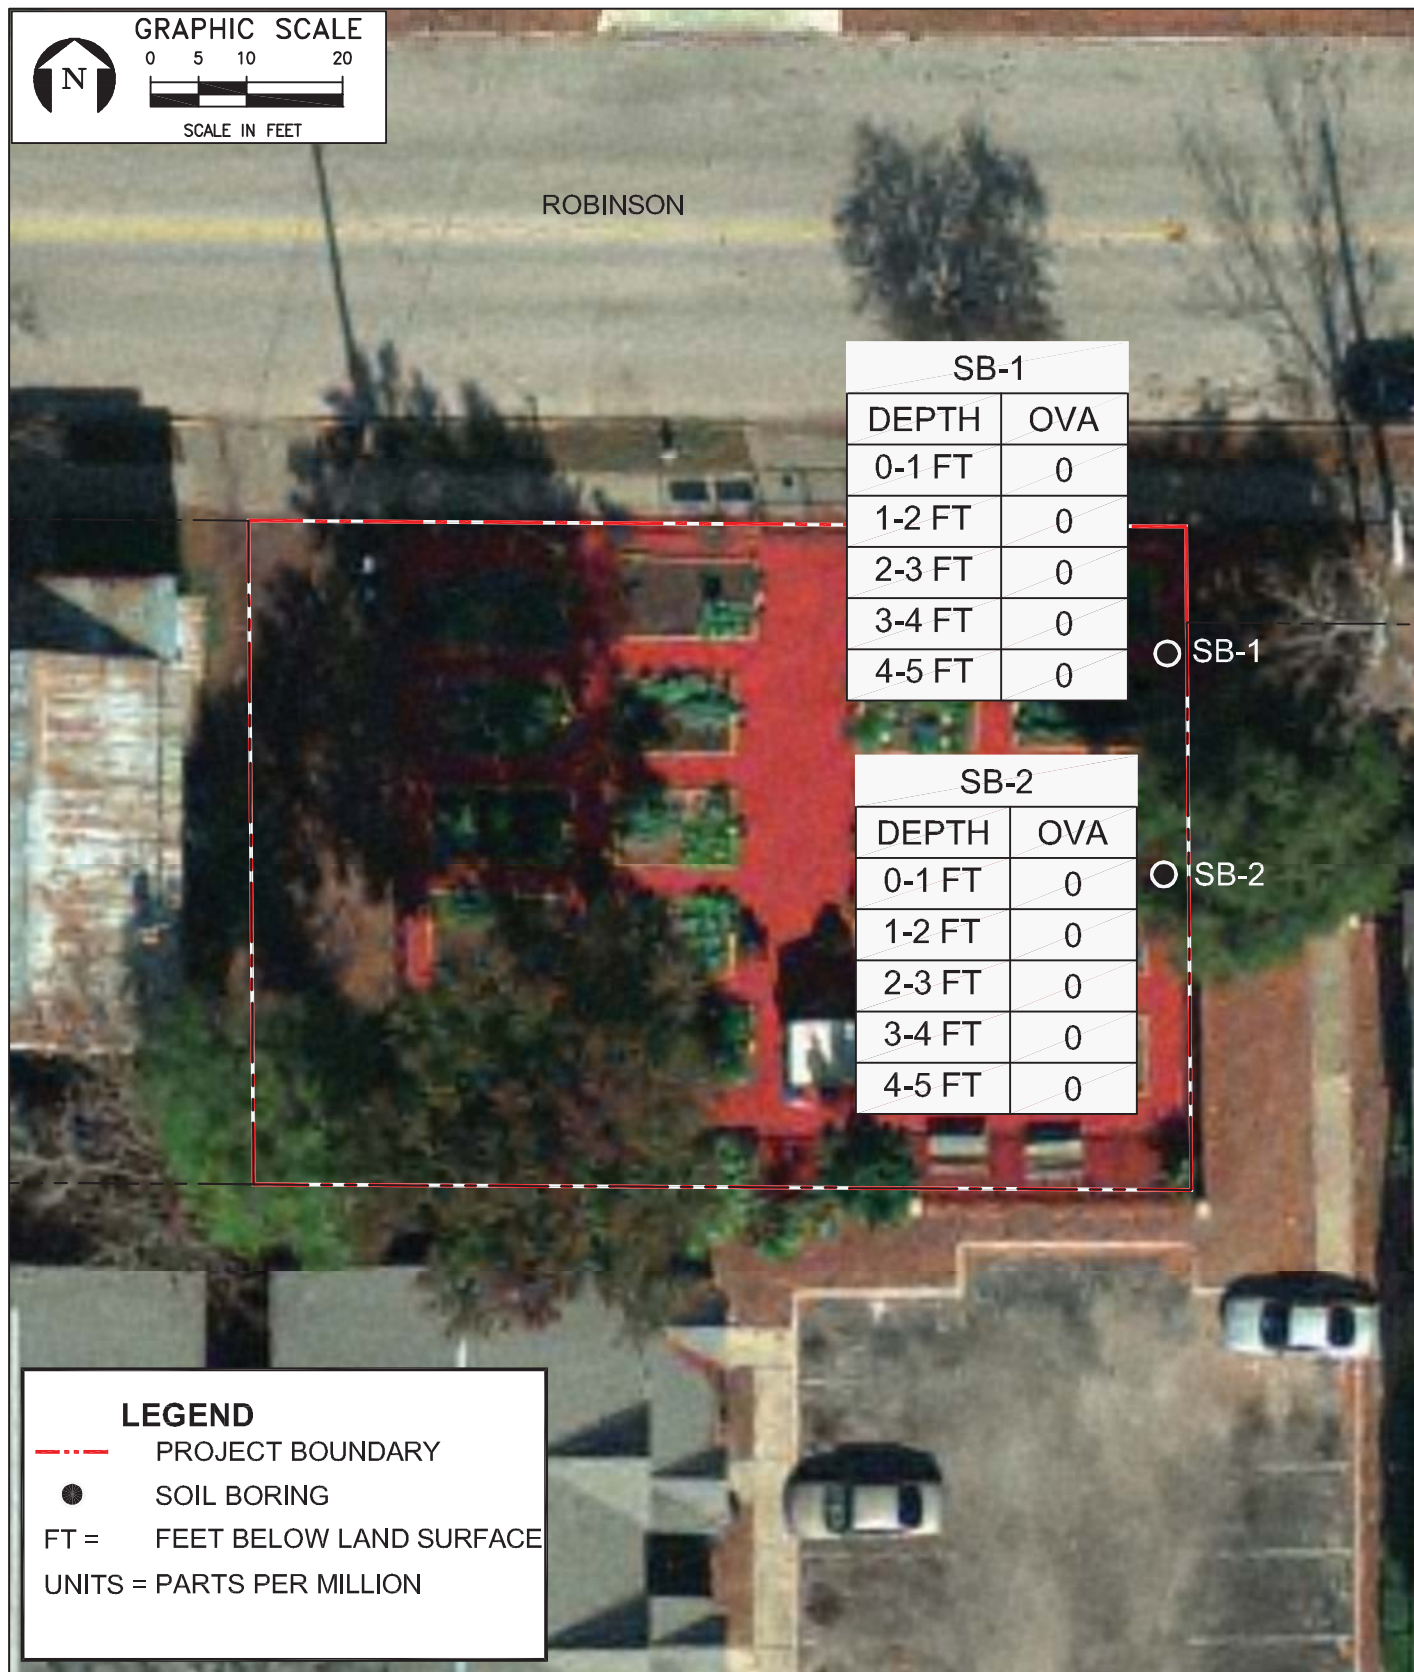 GRAPHIC SCALE
0 5 10 20
N
SCALE IN FEET
ROBINSON
SB-1
DEPTH OVA
0-1 FT 0
1-2 FT 0
2-3 FT 0
3-4 FT 0
4-5 FT 0
SB-1
SB-2
DEPTH OVA
0-1 FT 0
1-2 FT 0
2-3 FT 0
3-4 FT 0
4-5 FT 0
SB-2
LEGEND
PROJECT BOUNDARY
SOIL BORING
FT = FEET BELOW LAND SURFACE
UNITS = PARTS PER MILLION